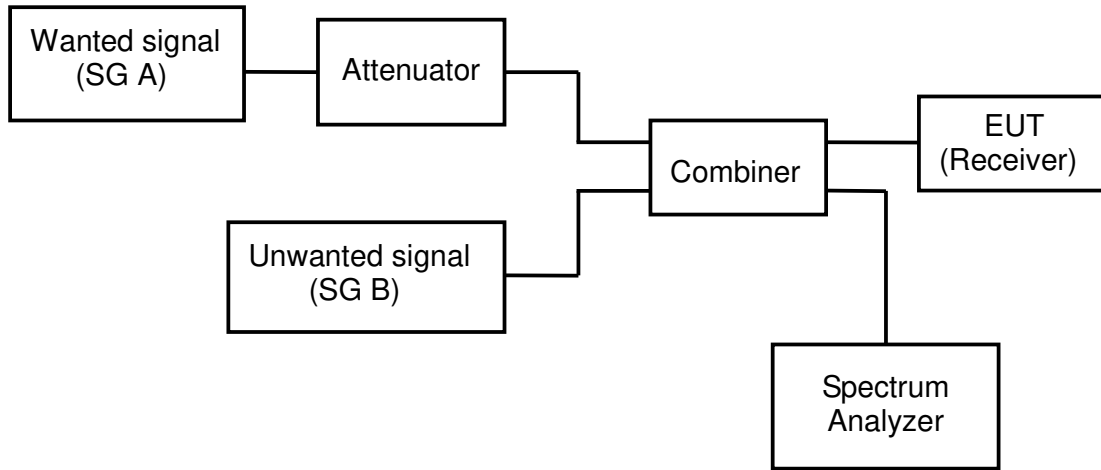 Wanted signal
(SG A)
Attenuator
Combiner
EUT
(Receiver)
Unwanted signal
(SG B)
Spectrum
Analyzer